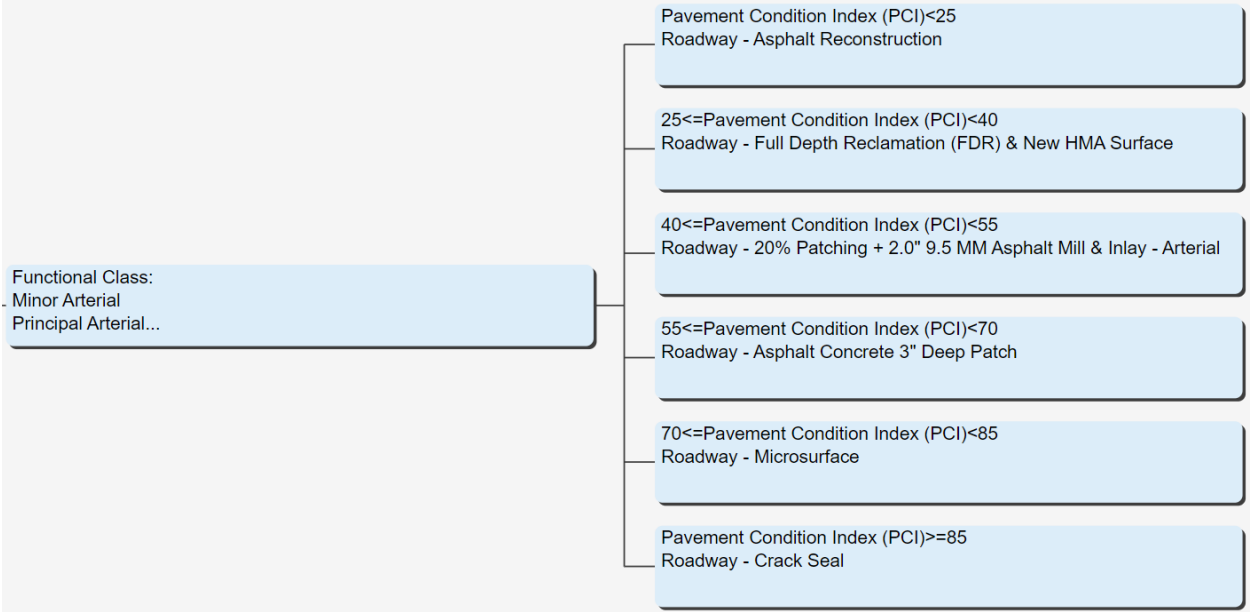 Pavement Condition Index (PCI)<25
Roadway - Asphalt Reconstruction
25<=Pavement Condition Index (PCI)<40
Roadway - Full Depth Reclamation (FDR) & New HMA Surface
40<=Pavement Condition Index (PCI)<55
Roadway - 20% Patching + 2.0" 9.5 MM Asphalt Mill & Inlay - Arterial
Functional Class:
Minor Arterial
Principal Arterial...
55<=Pavement Condition Index (PCI)<70
Roadway - Asphalt Concrete 3" Deep Patch
70<=Pavement Condition Index (PCI)<85
Roadway - Microsurface
Pavement Condition Index (PCI)>=85
Roadway - Crack Seal